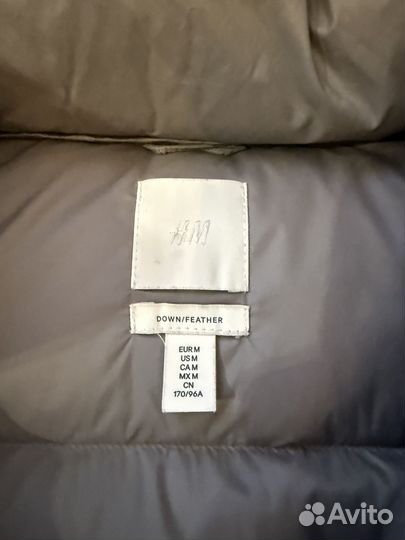 H&M
DOWN/FEATHER
EUR M
US M
CA M
MX M
CN
170/96A
Avito